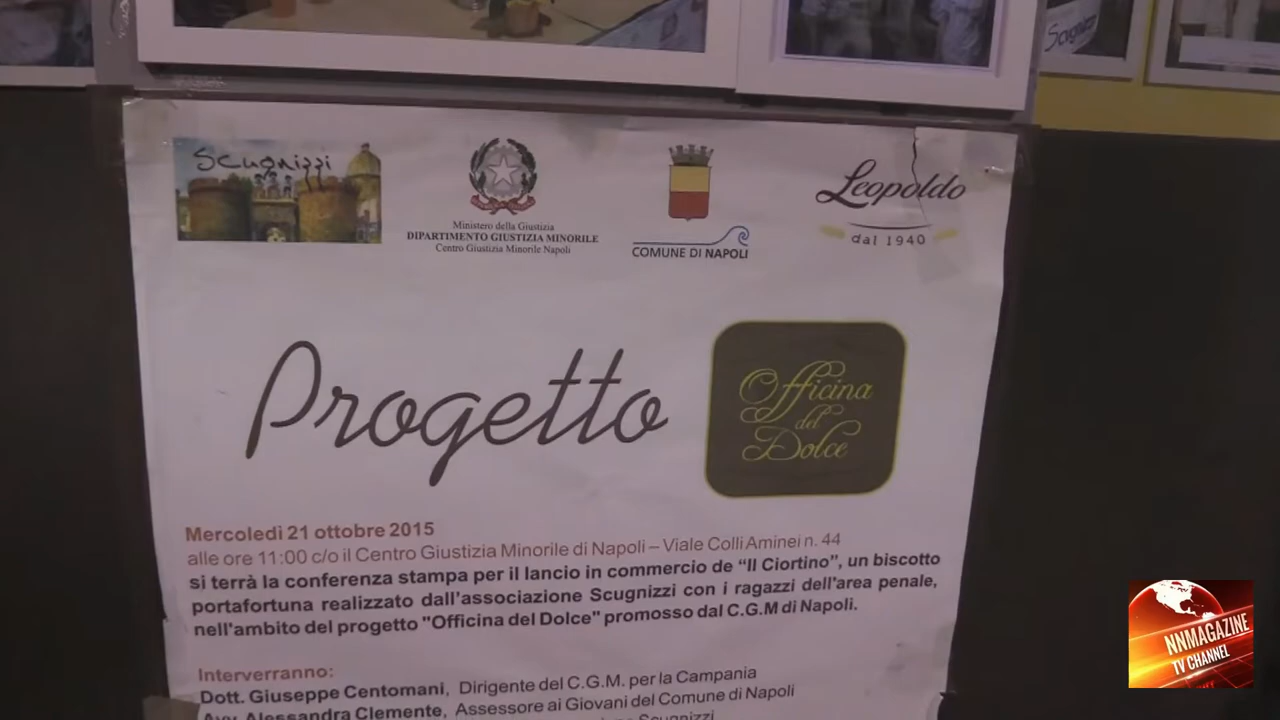 Scugnizzi
Scugnizzi
Ministero della Giustizia
DIPARTIMENTO GIUSTIZIA MINORILE
Centro Giustizia Minorile Napoli
COMUNE DI NAPOLI
Leopoldo
dal 1940
Progetto
Officina
del
Dolce
Mercoledì 21 ottobre 2015
alle ore 11:00 c/o il Centro Giustizia Minorile di Napoli – Viale Colli Aminei n. 44
si terrà la conferenza stampa per il lancio in commercio de “Il Ciortino”, un biscotto
portafortuna realizzato dall'associazione Scugnizzi con i ragazzi dell'area penale,
nell'ambito del progetto "Officina del Dolce" promosso dal C.G.M di Napoli.
Interverranno:
Dott. Giuseppe Centomani, Dirigente del C.G.M. per la Campania
Avv. Alessandra Clemente, Assessore ai Giovani del Comune di Napoli
Scugnizzi
NNMAGAZINE
TV CHANNEL